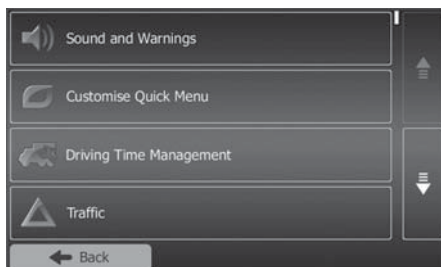 Sound and Warnings
Customise Quick Menu
Driving Time Management
Traffic
Back